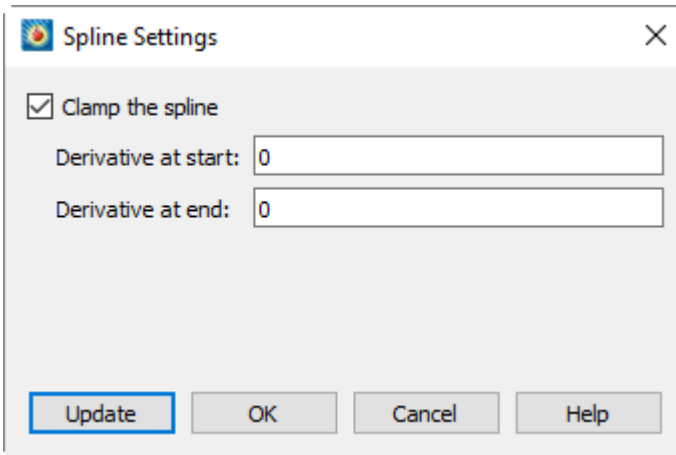 Spline Settings
Clamp the spline
Derivative at start: 0
Derivative at end: 0
Update OK Cancel Help